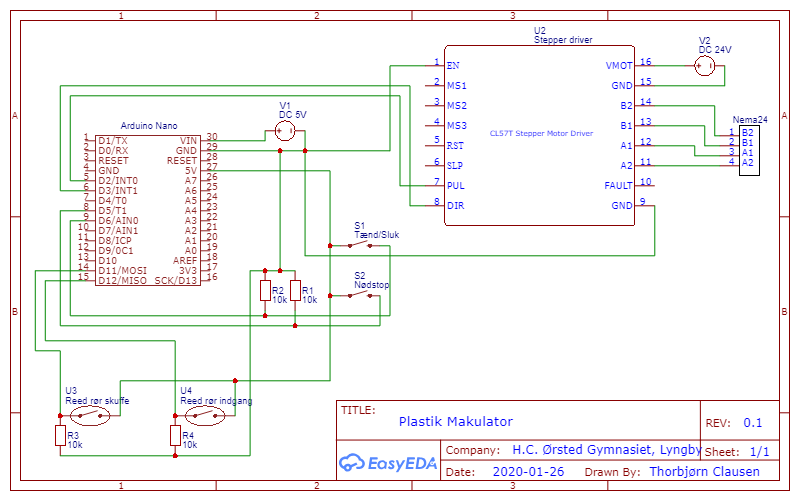 1
2
3
A
B
A
B
1
2
3
U2
Stepper driver
CL57T Stepper Motor Driver
1 EN
2 MS1
3 MS2
4 MS3
5 RST
6 SLP
7 PUL
8 DIR
VMOT 16
GND 15
B2 14
B1 13
A1 12
A2 11
FAULT 10
GND 9
V2
DC 24V
Nema24
1 B2
2 B1
3 A1
4 A2
V1
DC 5V
Arduino Nano
1 D1/TX VIN 30
2 D0/RX GND 29
3 RESET RESET 28
4 GND 5V 27
5 D2/INT0 A7 26
6 D3/INT1 A6 25
7 D4/T0 A5 24
8 D5/T1 A4 23
9 D6/AIN0 A3 22
10 D7/AIN1 A2 21
11 D8/ICP A1 20
12 D9/0C1 A0 19
13 D10 AREF 18
14 D11/MOSI 3V3 17
15 D12/MISO SCK/D13 16
S1
Tænd/Sluk
S2
Nødstop
R2
10k
R1
10k
U3
Reed rør skuffe
R3
10k
U4
Reed rør indgang
R4
10k
TITLE:
Plastik Makulator
REV: 0.1
EasyEDA
Company: H.C. Ørsted Gymnasiet, Lyngby
Sheet: 1/1
Date: 2020-01-26
Drawn By: Thorbjørn Clausen